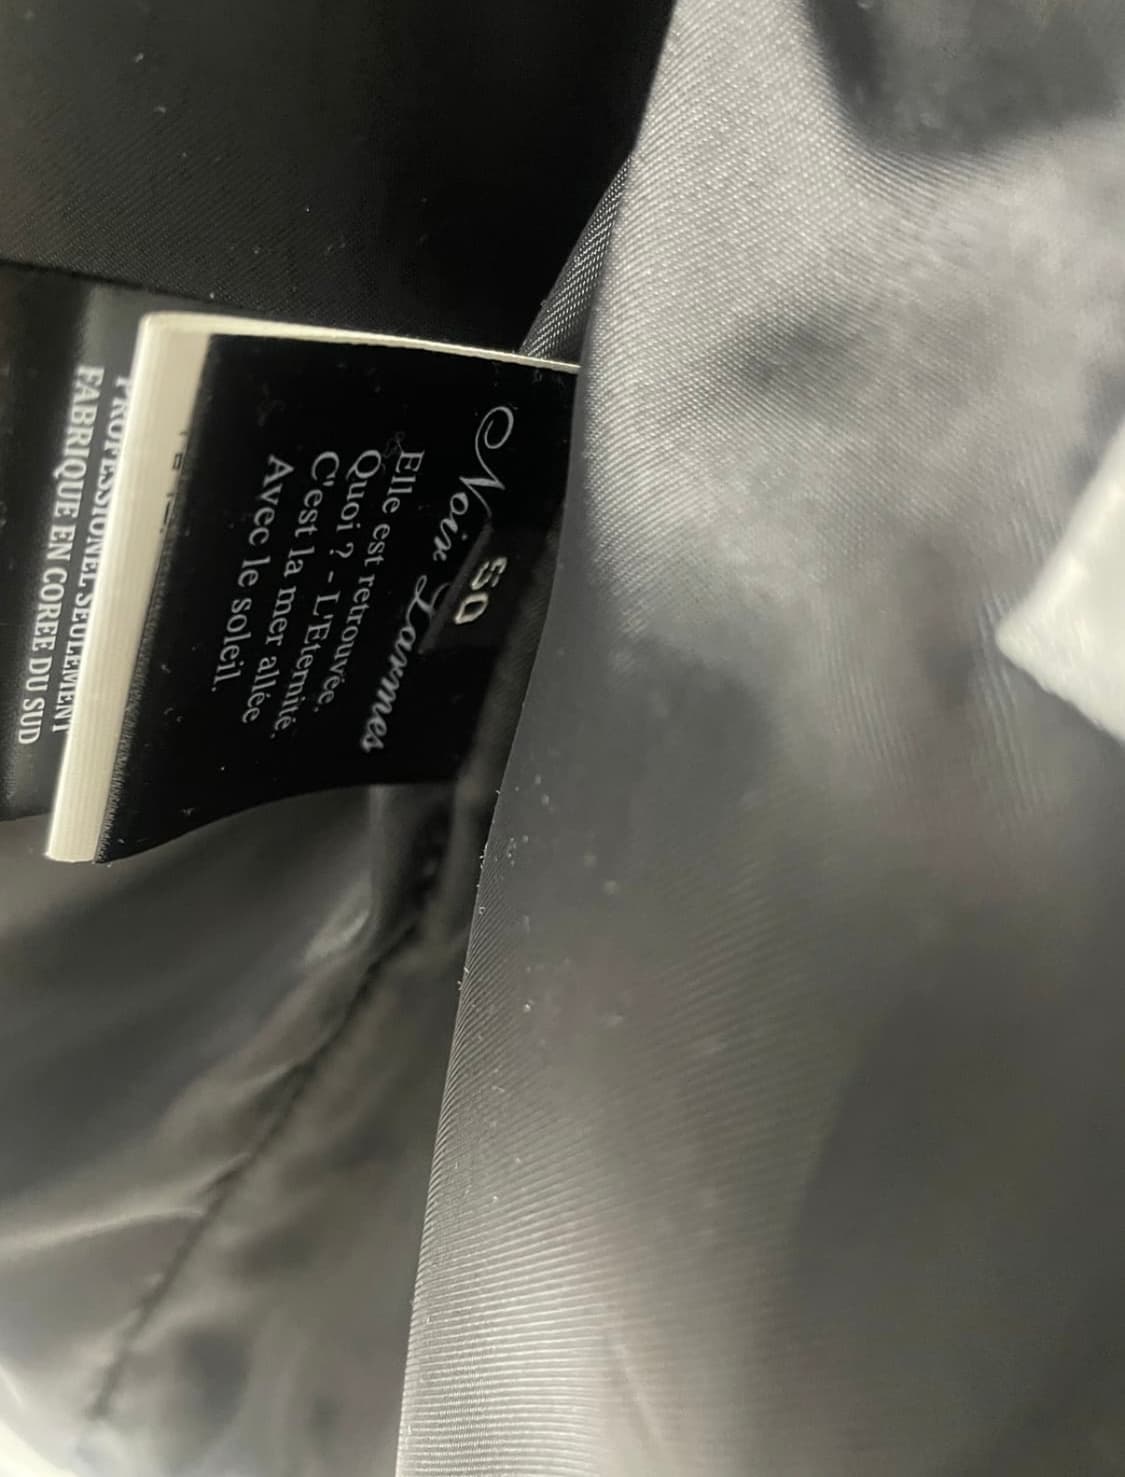 50
Noir Larmes
Elle est retrouvée.
Quoi ? - L'Eternité.
C'est la mer allée
Avec le soleil.
PROFESSIONEL SEULEMENT
FABRIQUE EN COREE DU SUD